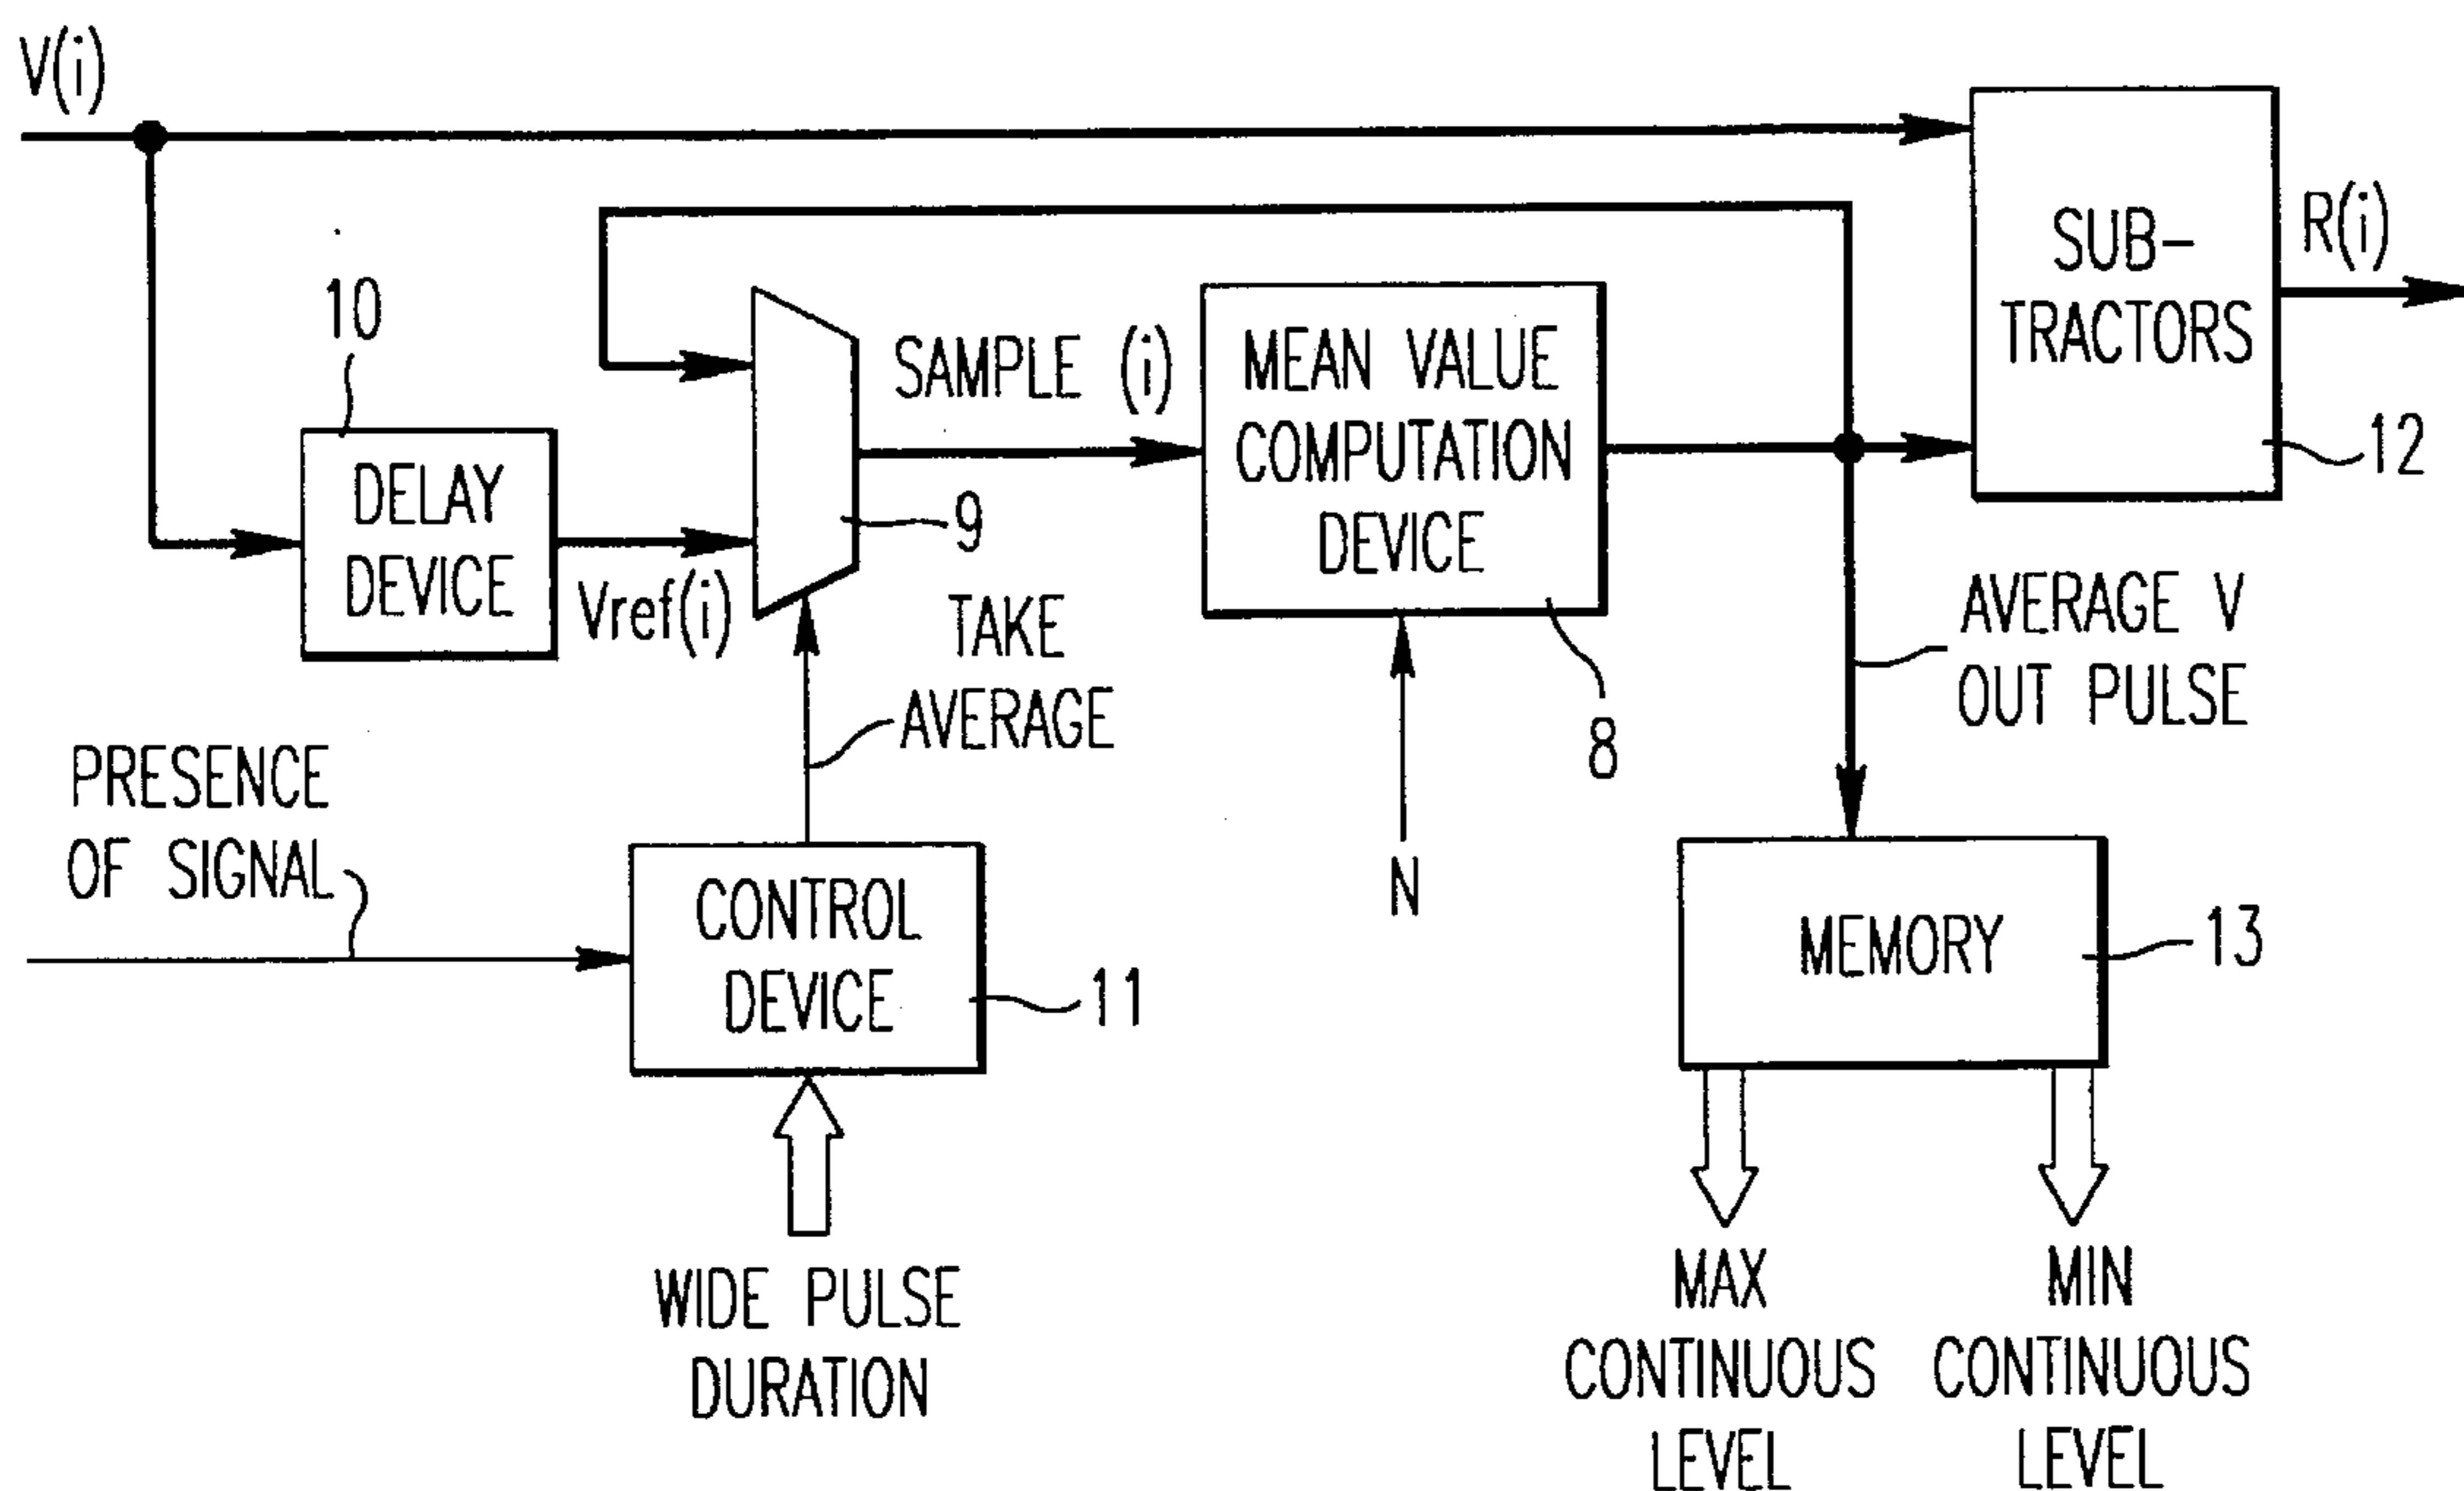 V(i)
SUB-
TRACTORS
R(i)
12
10
DELAY
DEVICE
Vref(i)
9
SAMPLE (i)
MEAN VALUE
COMPUTATION
DEVICE
8
N
TAKE
AVERAGE
AVERAGE V
OUT PULSE
PRESENCE
OF SIGNAL
CONTROL
DEVICE
11
WIDE PULSE
DURATION
MEMORY
13
MAX
CONTINUOUS
LEVEL
MIN
CONTINUOUS
LEVEL